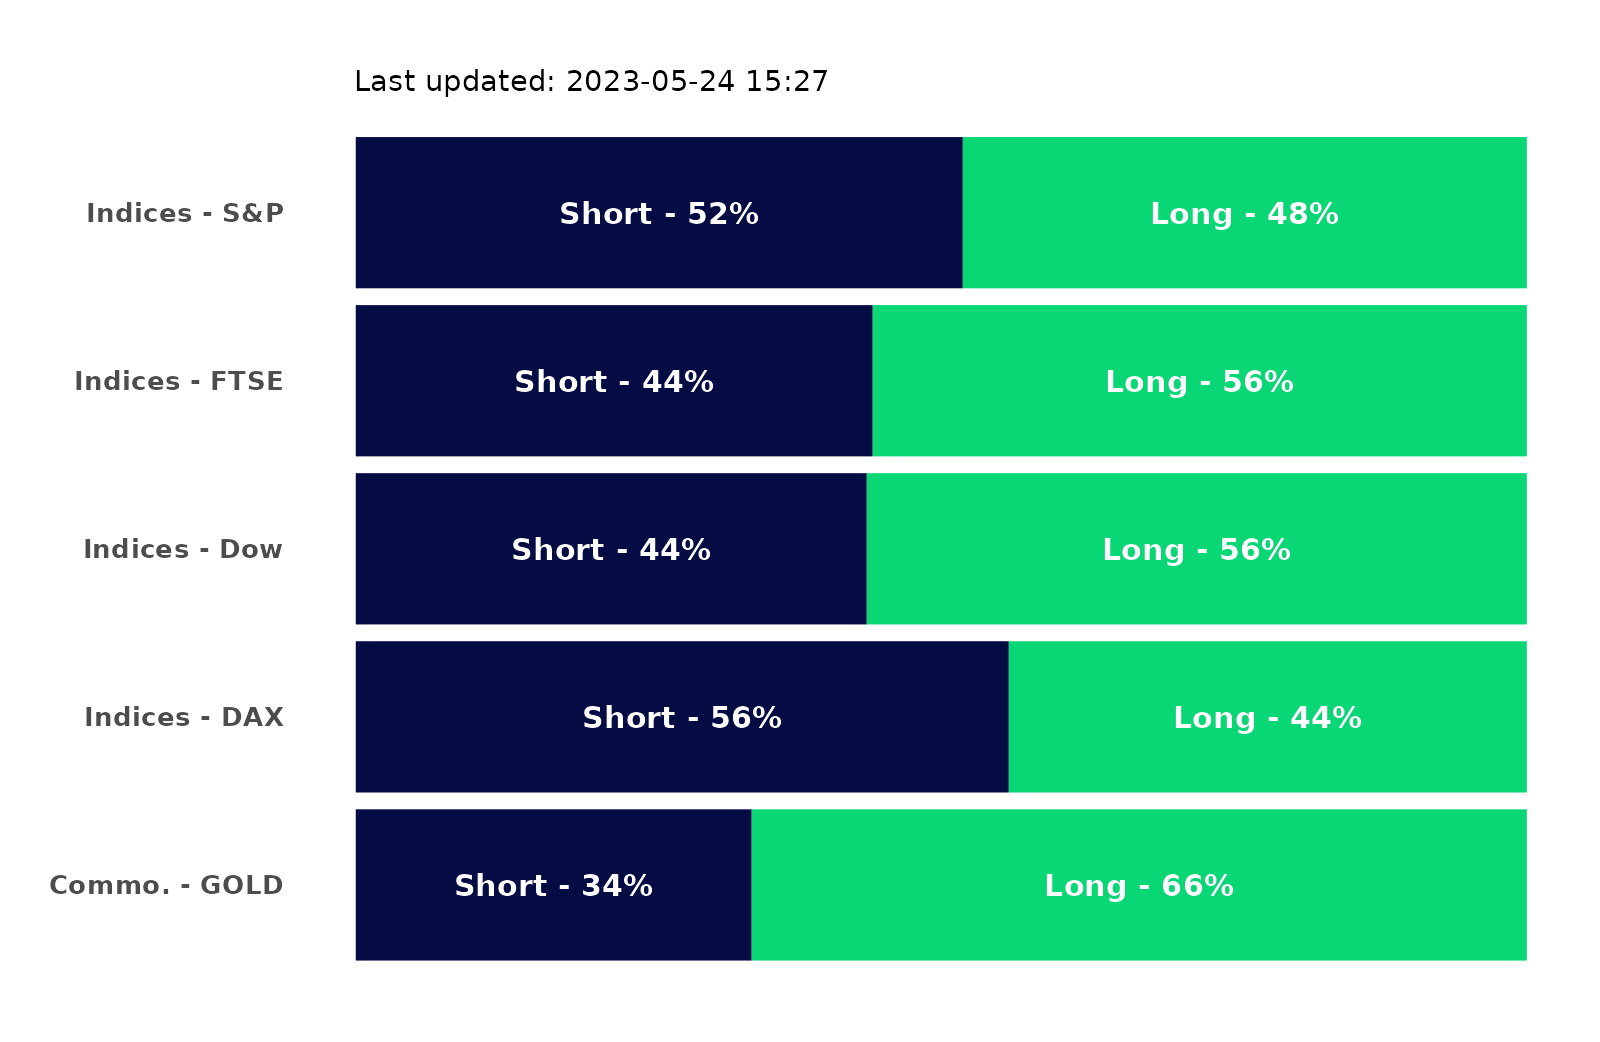 Last updated: 2023-05-24 15:27
Indices - S&P Short - 52% Long - 48%
Indices - FTSE Short - 44% Long - 56%
Indices - Dow Short - 44% Long - 56%
Indices - DAX Short - 56% Long - 44%
Commo. - GOLD Short - 34% Long - 66%